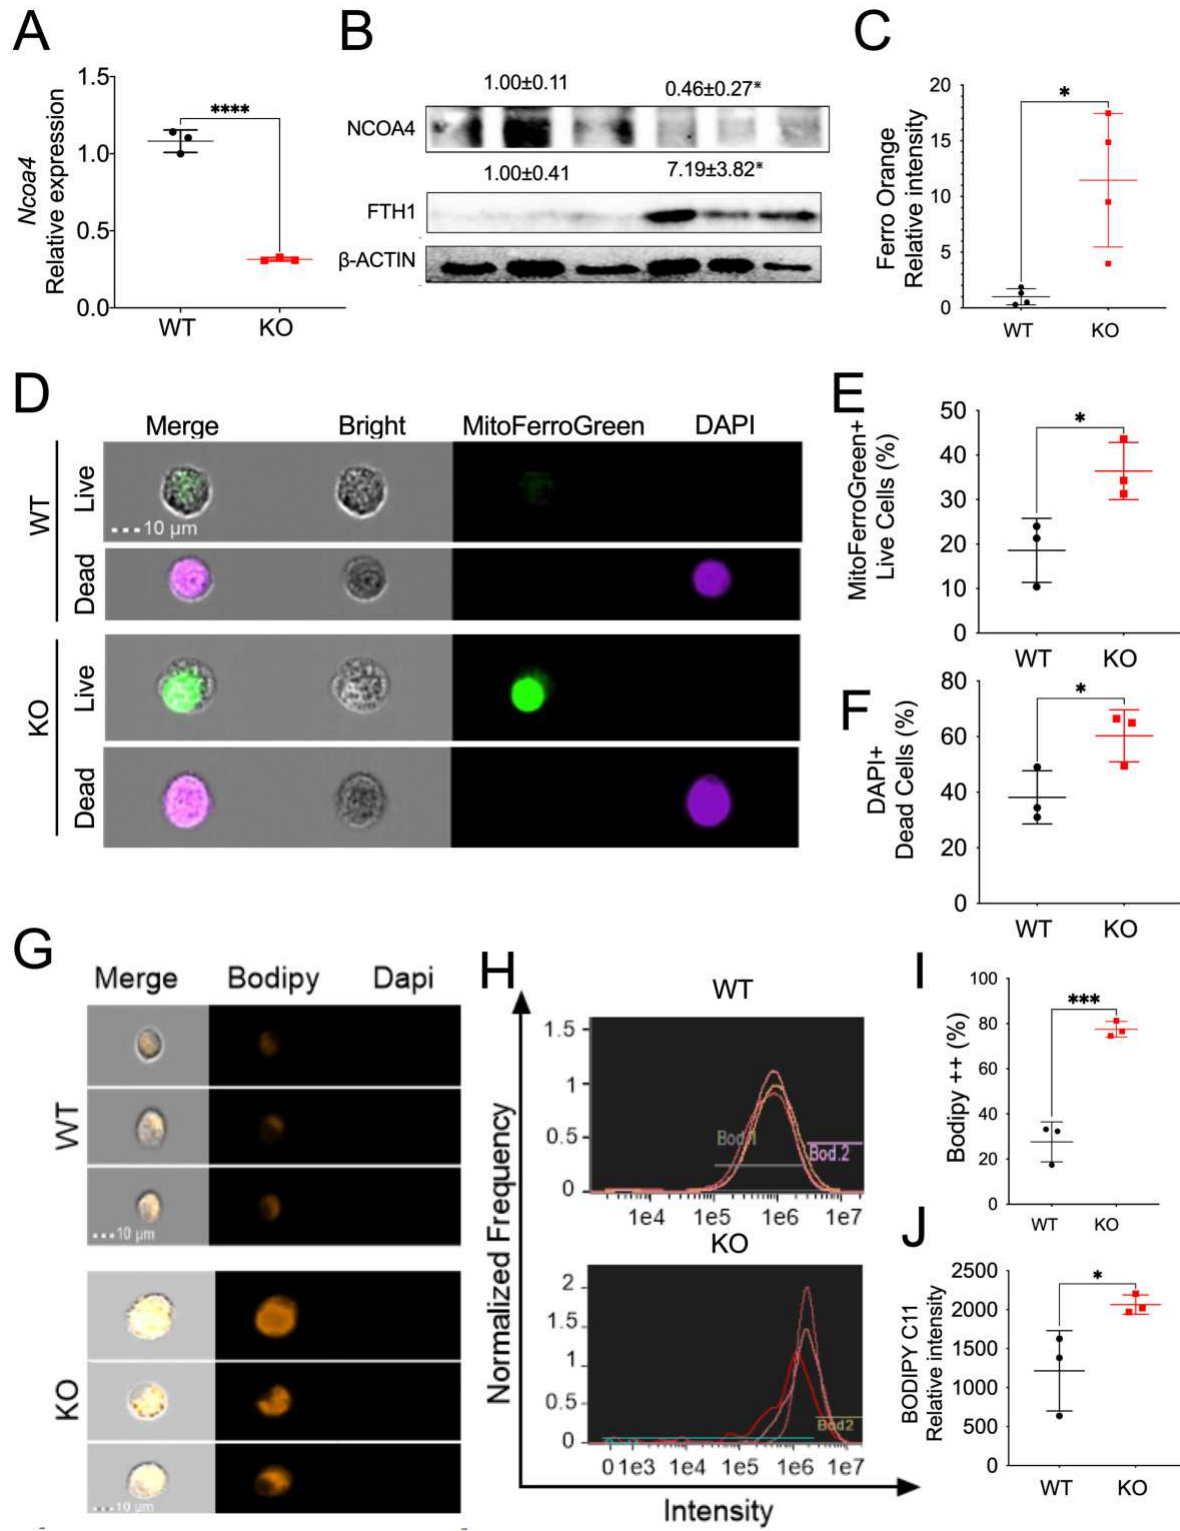 A
Ncoa4
Relative expression
1.5
1.0
0.5
0.0
****
WT
KO
B
1.00±0.11
0.46±0.27*
NCOA4
1.00±0.41
7.19±3.82*
FTH1
β-ACTIN
C
Ferro Orange
Relative intensity
20
15
10
5
0
*
WT
KO
D
Merge
Bright
MitoFerroGreen
DAPI
WT
Live
10 µm
Dead
KO
Live
Dead
E
MitoFerroGreen+
Live Cells (%)
50
40
30
20
10
0
*
WT
KO
F
DAPI+
Dead Cells (%)
80
60
40
20
0
*
WT
KO
G
Merge
Bodipy
Dapi
WT
10 µm
KO
10 µm
H
Normalized Frequency
WT
1.5
1
0.5
0
Bod.1
Bod.2
1e4
1e5
1e6
1e7
KO
2
1.5
1
0.5
0
Bod2
0
1e3
1e4
1e5
1e6
1e7
Intensity
I
Bodipy ++ (%)
100
80
60
40
20
0
***
WT
KO
J
BODIPY C11
Relative intensity
2500
2000
1500
1000
500
0
*
WT
KO